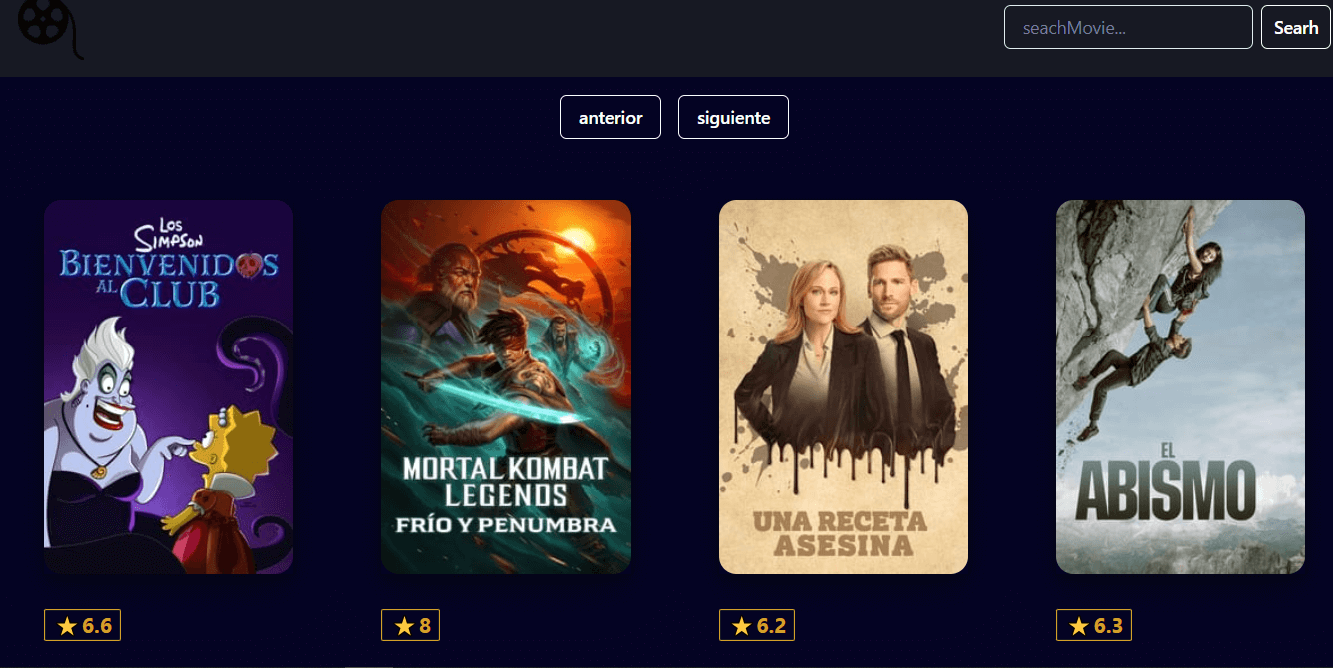 seachMovie...
Searh
anterior
siguiente
LOS
SIMPSON
BIENVENIDOS
AL CLUB
MORTAL KOMBAT
LEGENDS
FRÍO Y PENUMBRA
UNA RECETA
ASESINA
EL
ABISMO
6.6
8
6.2
6.3